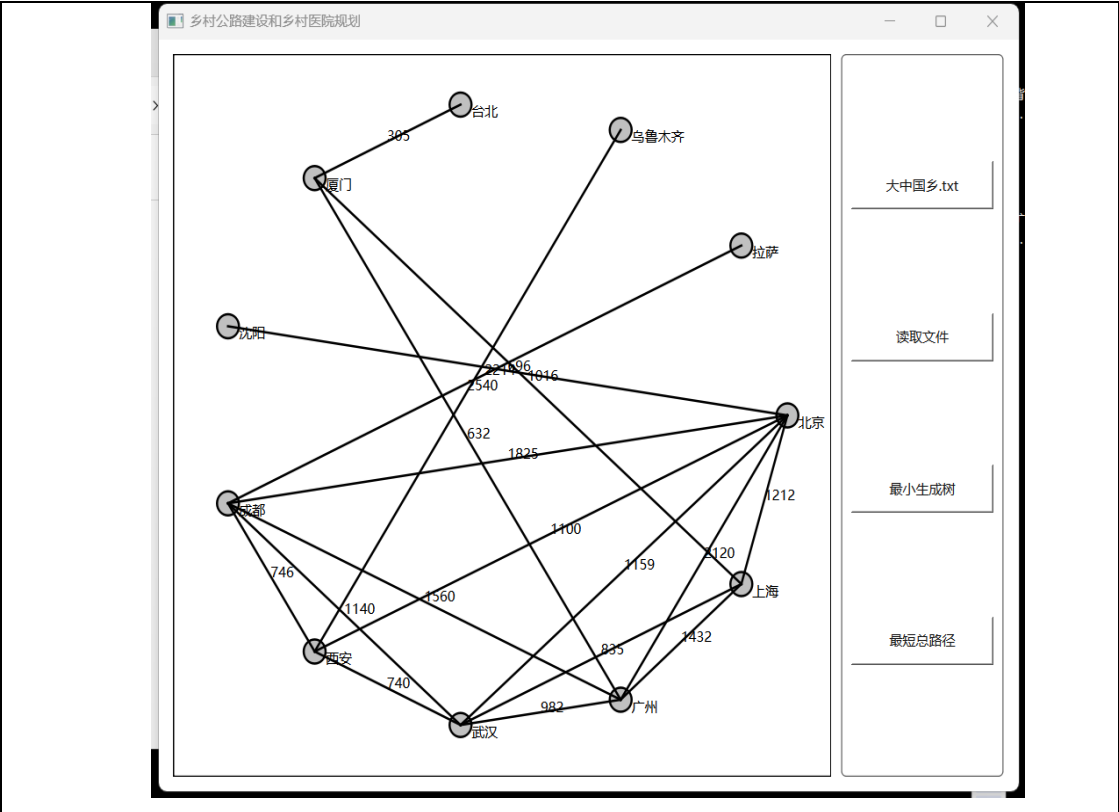 乡村公路建设和乡村医院规划
台北
乌鲁木齐
305
厦门
大中国乡.txt
拉萨
沈阳
读取文件
696
1016
2540
北京
632
1825
最小生成树
1212
成都
1100
2120
1159
746
上海
1560
1140
1432
最短总路径
835
西安
740
982
广州
武汉